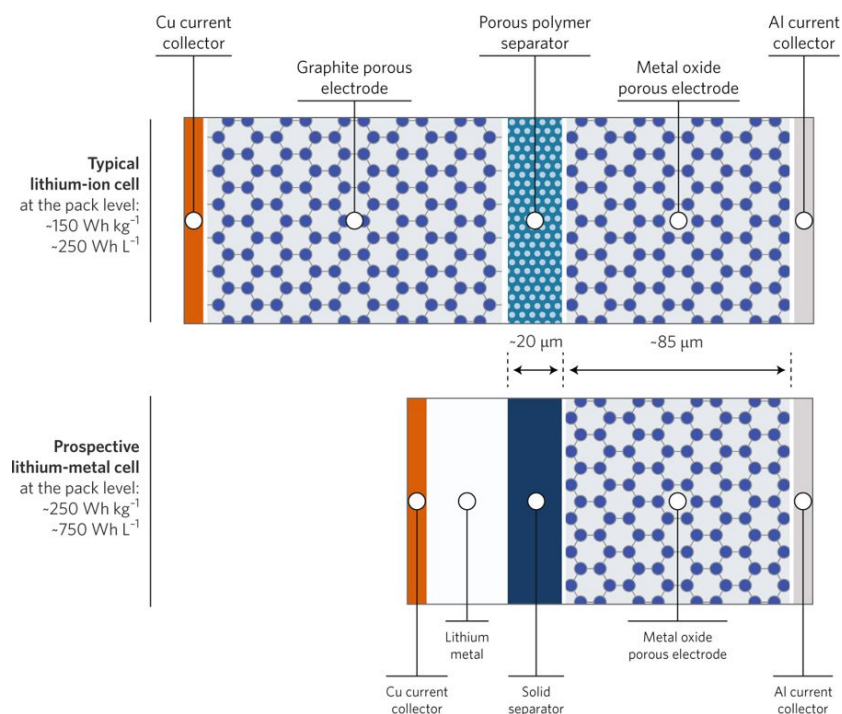 Cu current
collector
Porous polymer
separator
Al current
collector
Graphite porous
electrode
Metal oxide
porous electrode
Typical
lithium-ion cell
at the pack level:
~150 Wh kg⁻¹
~250 Wh L⁻¹
~20 μm
~85 μm
Prospective
lithium-metal cell
at the pack level:
~250 Wh kg⁻¹
~750 Wh L⁻¹
Lithium
metal
Metal oxide
porous electrode
Cu current
collector
Solid
separator
Al current
collector